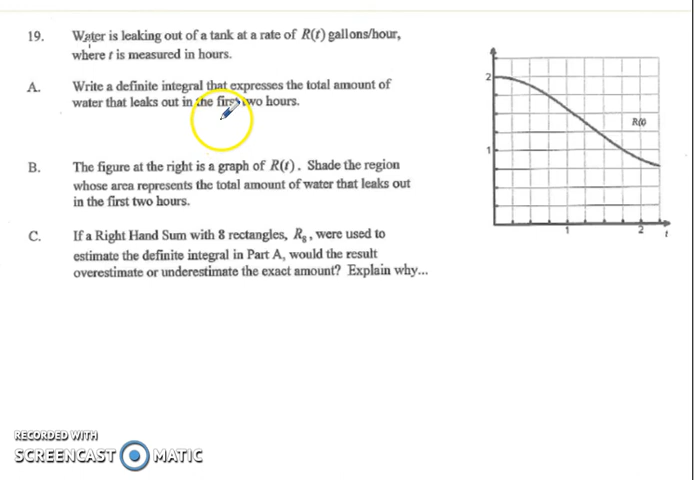 19. Water is leaking out of a tank at a rate of R(t) gallons/hour,
where t is measured in hours.
A. Write a definite integral that expresses the total amount of
water that leaks out in the first two hours.
B. The figure at the right is a graph of R(t). Shade the region
whose area represents the total amount of water that leaks out
in the first two hours.
C. If a Right Hand Sum with 8 rectangles, R₈, were used to
estimate the definite integral in Part A, would the result
overestimate or underestimate the exact amount? Explain why...
2
R(t)
1
1 2 t
RECORDED WITH
SCREENCAST MATIC